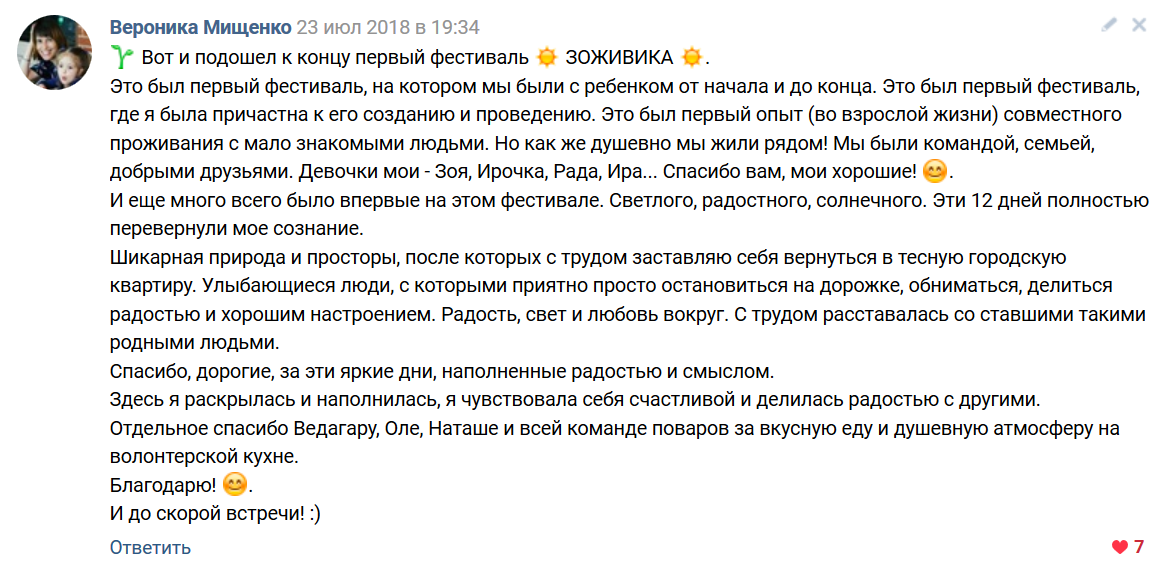 Вероника Мищенко 23 июл 2018 в 19:34
🌱 Вот и подошел к концу первый фестиваль ☀ ЗОЖИВИКА ☀.
Это был первый фестиваль, на котором мы были с ребенком от начала и до конца. Это был первый фестиваль,
где я была причастна к его созданию и проведению. Это был первый опыт (во взрослой жизни) совместного
проживания с мало знакомыми людьми. Но как же душевно мы жили рядом! Мы были командой, семьей,
добрыми друзьями. Девочки мои - Зоя, Ирочка, Рада, Ира... Спасибо вам, мои хорошие! 😊.
И еще много всего было впервые на этом фестивале. Светлого, радостного, солнечного. Эти 12 дней полностью
перевернули мое сознание.
Шикарная природа и просторы, после которых с трудом заставляю себя вернуться в тесную городскую
квартиру. Улыбающиеся люди, с которыми приятно просто остановиться на дорожке, обниматься, делиться
радостью и хорошим настроением. Радость, свет и любовь вокруг. С трудом расставалась со ставшими такими
родными людьми.
Спасибо, дорогие, за эти яркие дни, наполненные радостью и смыслом.
Здесь я раскрылась и наполнилась, я чувствовала себя счастливой и делилась радостью с другими.
Отдельное спасибо Ведагару, Оле, Наташе и всей команде поваров за вкусную еду и душевную атмосферу на
волонтерской кухне.
Благодарю! 😊.
И до скорой встречи! :)
Ответить
7